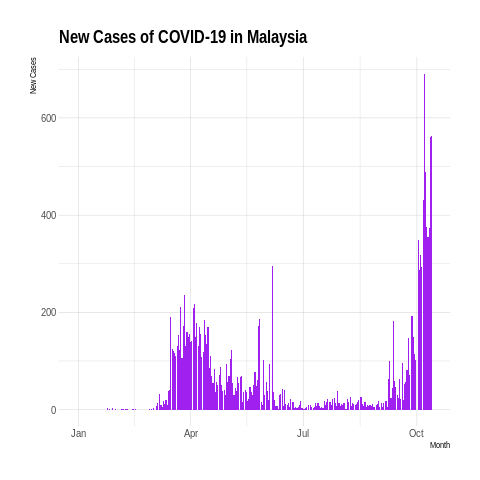 New Cases of COVID-19 in Malaysia
New Cases
600
400
200
0
Jan
Apr
Jul
Oct
Month